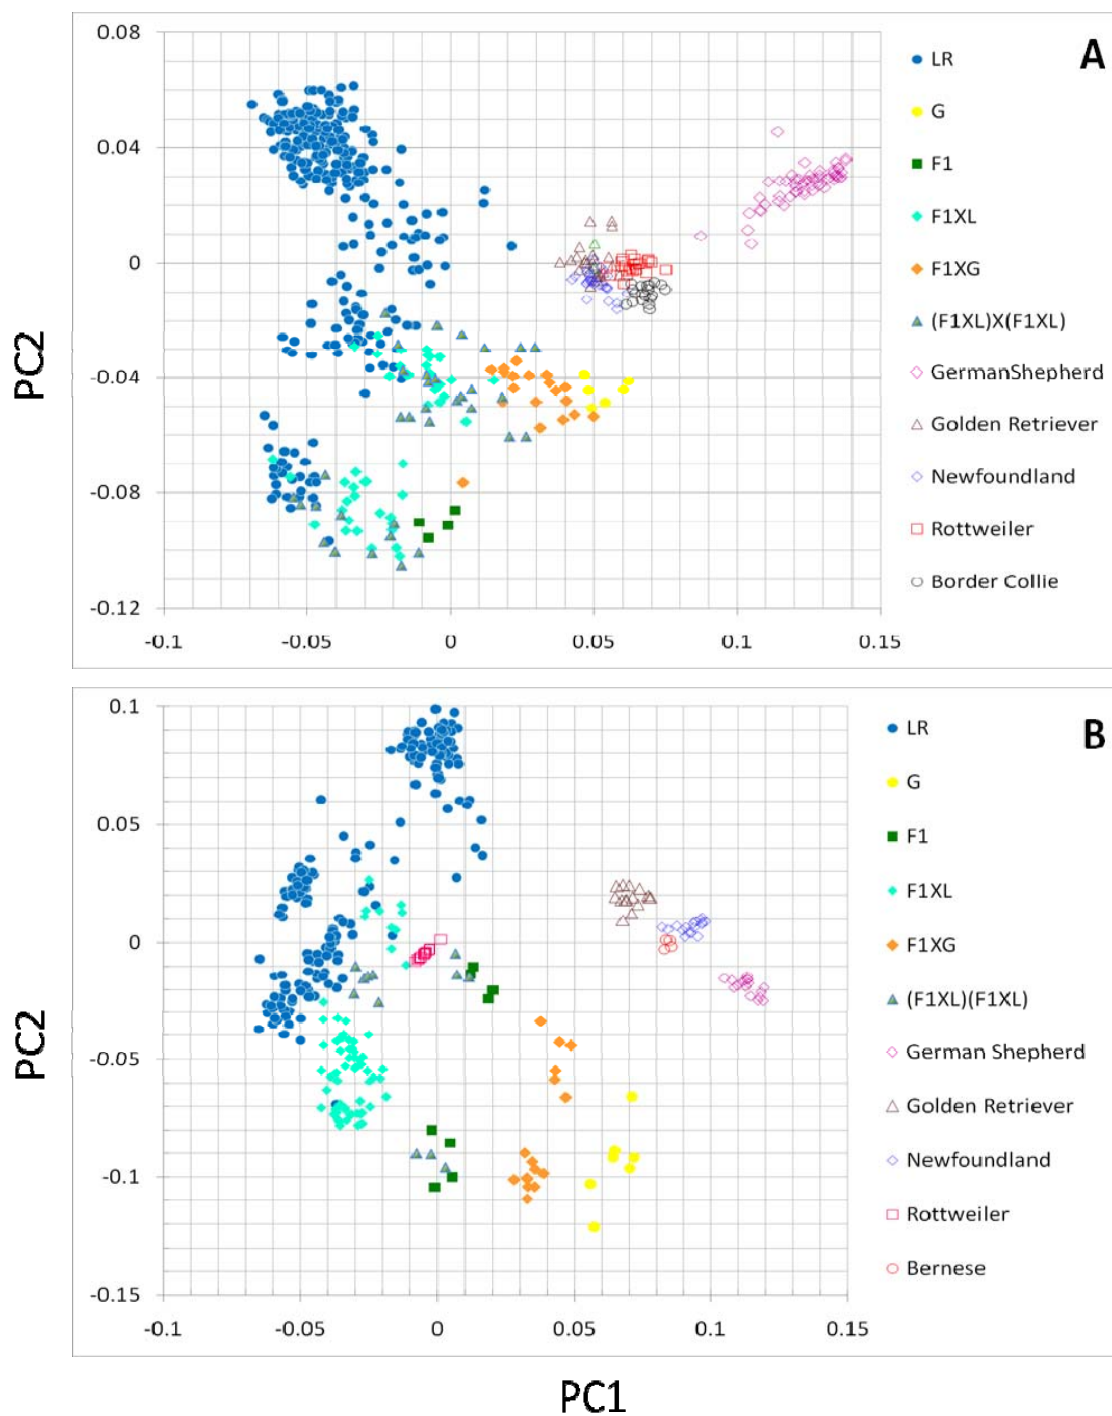 A
PC2
0.08
0.04
0
-0.04
-0.08
-0.12
-0.1
-0.05
0
0.05
0.1
0.15
LR
G
F1
F1XL
F1XG
(F1XL)X(F1XL)
GermanShepherd
Golden Retriever
Newfoundland
Rottweiler
Border Collie
B
PC2
0.1
0.05
0
-0.05
-0.1
-0.15
-0.1
-0.05
0
0.05
0.1
0.15
LR
G
F1
F1XL
F1XG
(F1XL)(F1XL)
German Shepherd
Golden Retriever
Newfoundland
Rottweiler
Bernese
PC1